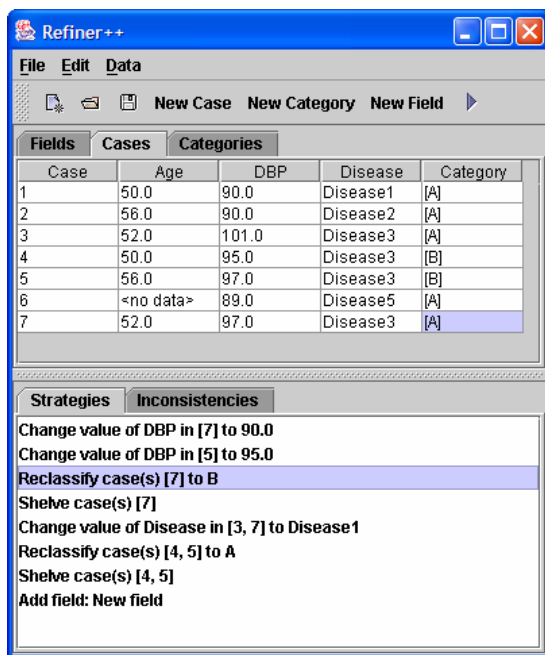 Refiner++
File Edit Data
New Case New Category New Field
Fields Cases Categories
Case Age DBP Disease Category
1 50.0 90.0 Disease1 [A]
2 56.0 90.0 Disease2 [A]
3 52.0 101.0 Disease3 [A]
4 50.0 95.0 Disease3 [B]
5 56.0 97.0 Disease3 [B]
6 <no data> 89.0 Disease5 [A]
7 52.0 97.0 Disease3 [A]
Strategies Inconsistencies
Change value of DBP in [7] to 90.0
Change value of DBP in [5] to 95.0
Reclassify case(s) [7] to B
Shelve case(s) [7]
Change value of Disease in [3, 7] to Disease1
Reclassify case(s) [4, 5] to A
Shelve case(s) [4, 5]
Add field: New field